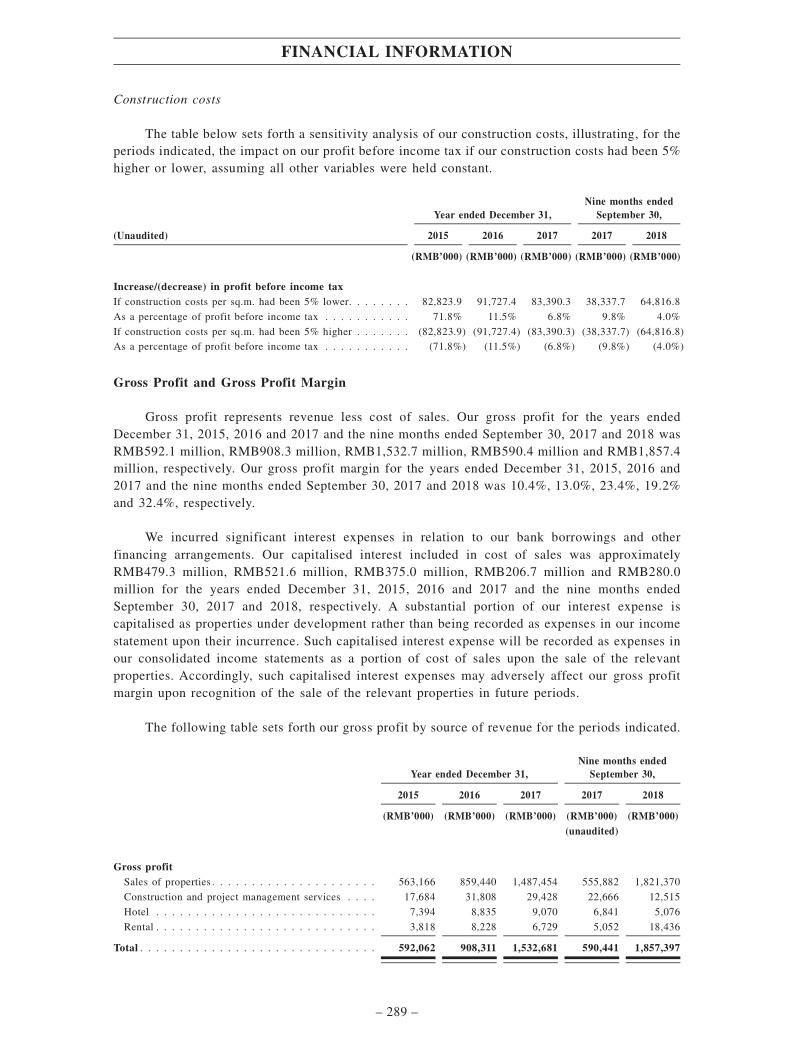 FINANCIAL INFORMATION
Construction costs
The table below sets forth a sensitivity analysis of our construction costs, illustrating, for the
periods indicated, the impact on our profit before income tax if our construction costs had been 5%
higher or lower, assuming all other variables were held constant.
Nine months ended
Year ended December 31, September 30,
(Unaudited) 2015 2016 2017 2017 2018
(RMB’000) (RMB’000) (RMB’000) (RMB’000) (RMB’000)
Increase/(decrease) in profit before income tax
If construction costs per sq.m. had been 5% lower. . . . . . . . 82,823.9 91,727.4 83,390.3 38,337.7 64,816.8
As a percentage of profit before income tax . . . . . . . . . . . 71.8% 11.5% 6.8% 9.8% 4.0%
If construction costs per sq.m. had been 5% higher . . . . . . . (82,823.9) (91,727.4) (83,390.3) (38,337.7) (64,816.8)
As a percentage of profit before income tax . . . . . . . . . . . (71.8%) (11.5%) (6.8%) (9.8%) (4.0%)
Gross Profit and Gross Profit Margin
Gross profit represents revenue less cost of sales. Our gross profit for the years ended
December 31, 2015, 2016 and 2017 and the nine months ended September 30, 2017 and 2018 was
RMB592.1 million, RMB908.3 million, RMB1,532.7 million, RMB590.4 million and RMB1,857.4
million, respectively. Our gross profit margin for the years ended December 31, 2015, 2016 and
2017 and the nine months ended September 30, 2017 and 2018 was 10.4%, 13.0%, 23.4%, 19.2%
and 32.4%, respectively.
We incurred significant interest expenses in relation to our bank borrowings and other
financing arrangements. Our capitalised interest included in cost of sales was approximately
RMB479.3 million, RMB521.6 million, RMB375.0 million, RMB206.7 million and RMB280.0
million for the years ended December 31, 2015, 2016 and 2017 and the nine months ended
September 30, 2017 and 2018, respectively. A substantial portion of our interest expense is
capitalised as properties under development rather than being recorded as expenses in our income
statement upon their incurrence. Such capitalised interest expense will be recorded as expenses in
our consolidated income statements as a portion of cost of sales upon the sale of the relevant
properties. Accordingly, such capitalised interest expenses may adversely affect our gross profit
margin upon recognition of the sale of the relevant properties in future periods.
The following table sets forth our gross profit by source of revenue for the periods indicated.
Nine months ended
Year ended December 31, September 30,
2015 2016 2017 2017 2018
(RMB’000) (RMB’000) (RMB’000) (RMB’000) (RMB’000)
(unaudited)
Gross profit
Sales of properties. . . . . . . . . . . . . . . . . . . . . 563,166 859,440 1,487,454 555,882 1,821,370
Construction and project management services . . . . 17,684 31,808 29,428 22,666 12,515
Hotel . . . . . . . . . . . . . . . . . . . . . . . . . . . . 7,394 8,835 9,070 6,841 5,076
Rental . . . . . . . . . . . . . . . . . . . . . . . . . . . . 3,818 8,228 6,729 5,052 18,436
Total . . . . . . . . . . . . . . . . . . . . . . . . . . . . . . 592,062 908,311 1,532,681 590,441 1,857,397
– 289 –